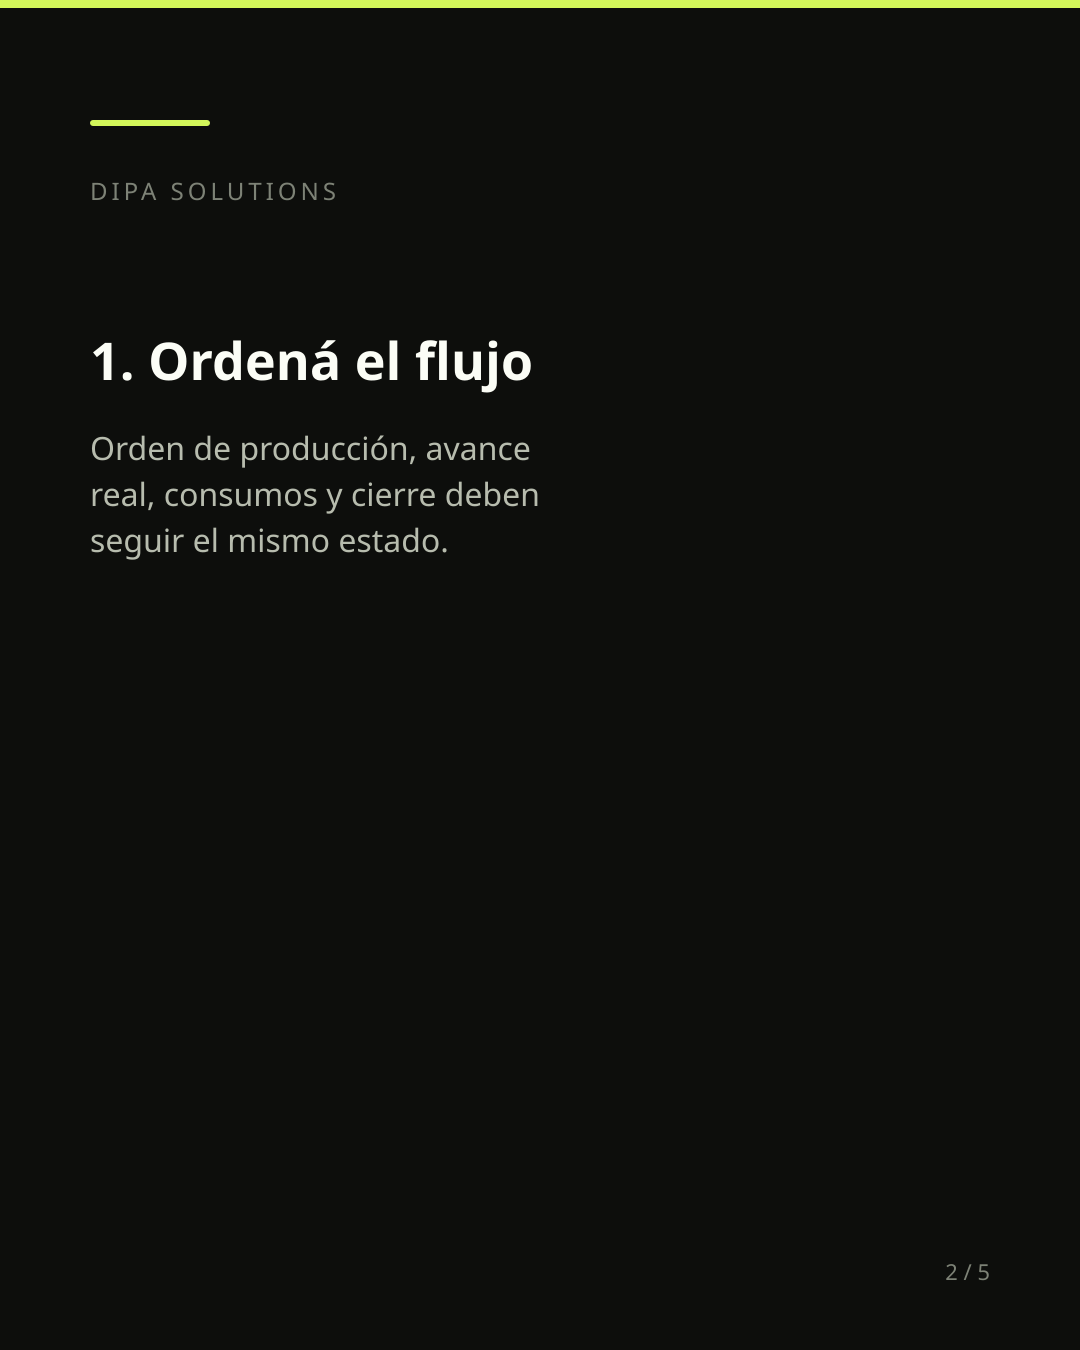 DIPA SOLUTIONS
1. Ordená el flujo
Orden de producción, avance
real, consumos y cierre deben
seguir el mismo estado.
2 / 5